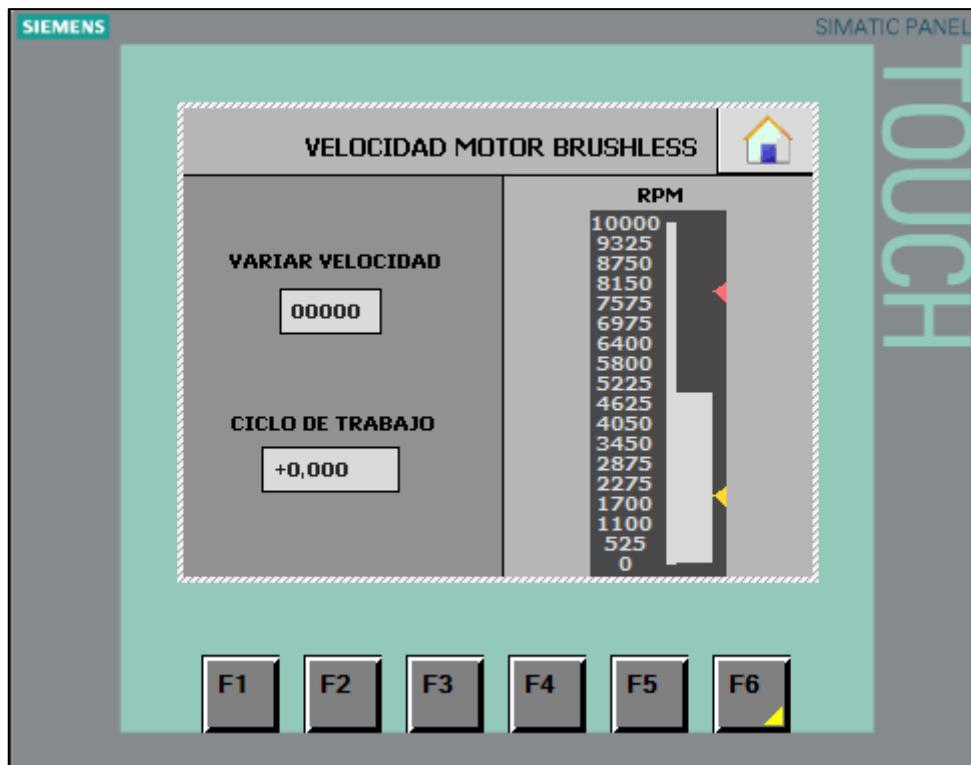 SIEMENS
SIMATIC PANEL
TOUCH
VELOCIDAD MOTOR BRUSHLESS
VARIAR VELOCIDAD
00000
CICLO DE TRABAJO
+0,000
RPM
10000
9325
8750
8150
7575
6975
6400
5800
5225
4625
4050
3450
2875
2275
1700
1100
525
0
F1 F2 F3 F4 F5 F6